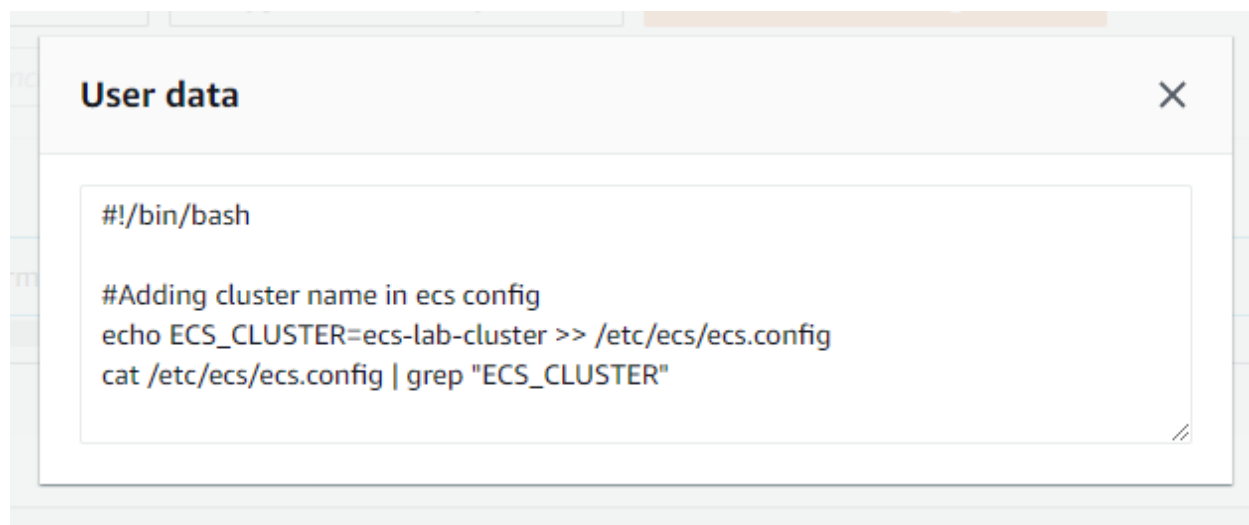 User data
#!/bin/bash
#Adding cluster name in ecs config
echo ECS_CLUSTER=ecs-lab-cluster >> /etc/ecs/ecs.config
cat /etc/ecs/ecs.config | grep "ECS_CLUSTER"